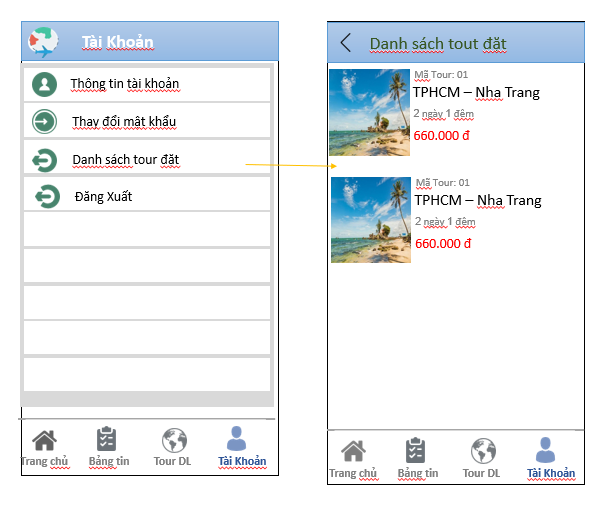 Tài Khoản
Thông tin tài khoản
Thay đổi mât khẩu
Danh sách tour đặt
Đăng Xuất
Trang chủ
Bảng tin
Tour DL
Tài Khoản
Danh sách tout đặt
Mã Tour: 01
TPHCM – Nha Trang
2 ngày 1 đêm
660.000 đ
Mã Tour: 01
TPHCM – Nha Trang
2 ngày 1 đêm
660.000 đ
Trang chủ
Bảng tin
Tour DL
Tài Khoản